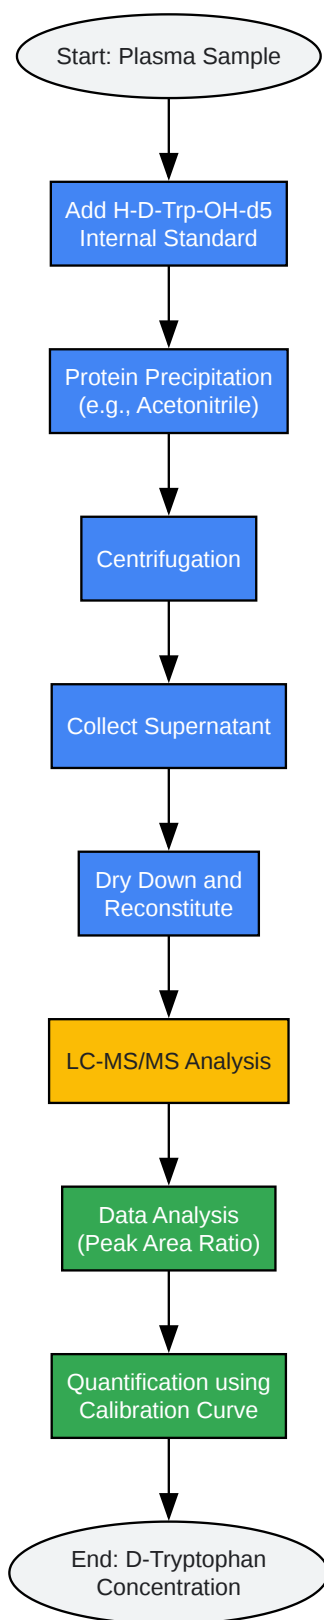 Start: Plasma Sample
Add H-D-Trp-OH-d5
Internal Standard
Protein Precipitation
(e.g., Acetonitrile)
Centrifugation
Collect Supernatant
Dry Down and
Reconstitute
LC-MS/MS Analysis
Data Analysis
(Peak Area Ratio)
Quantification using
Calibration Curve
End: D-Tryptophan
Concentration